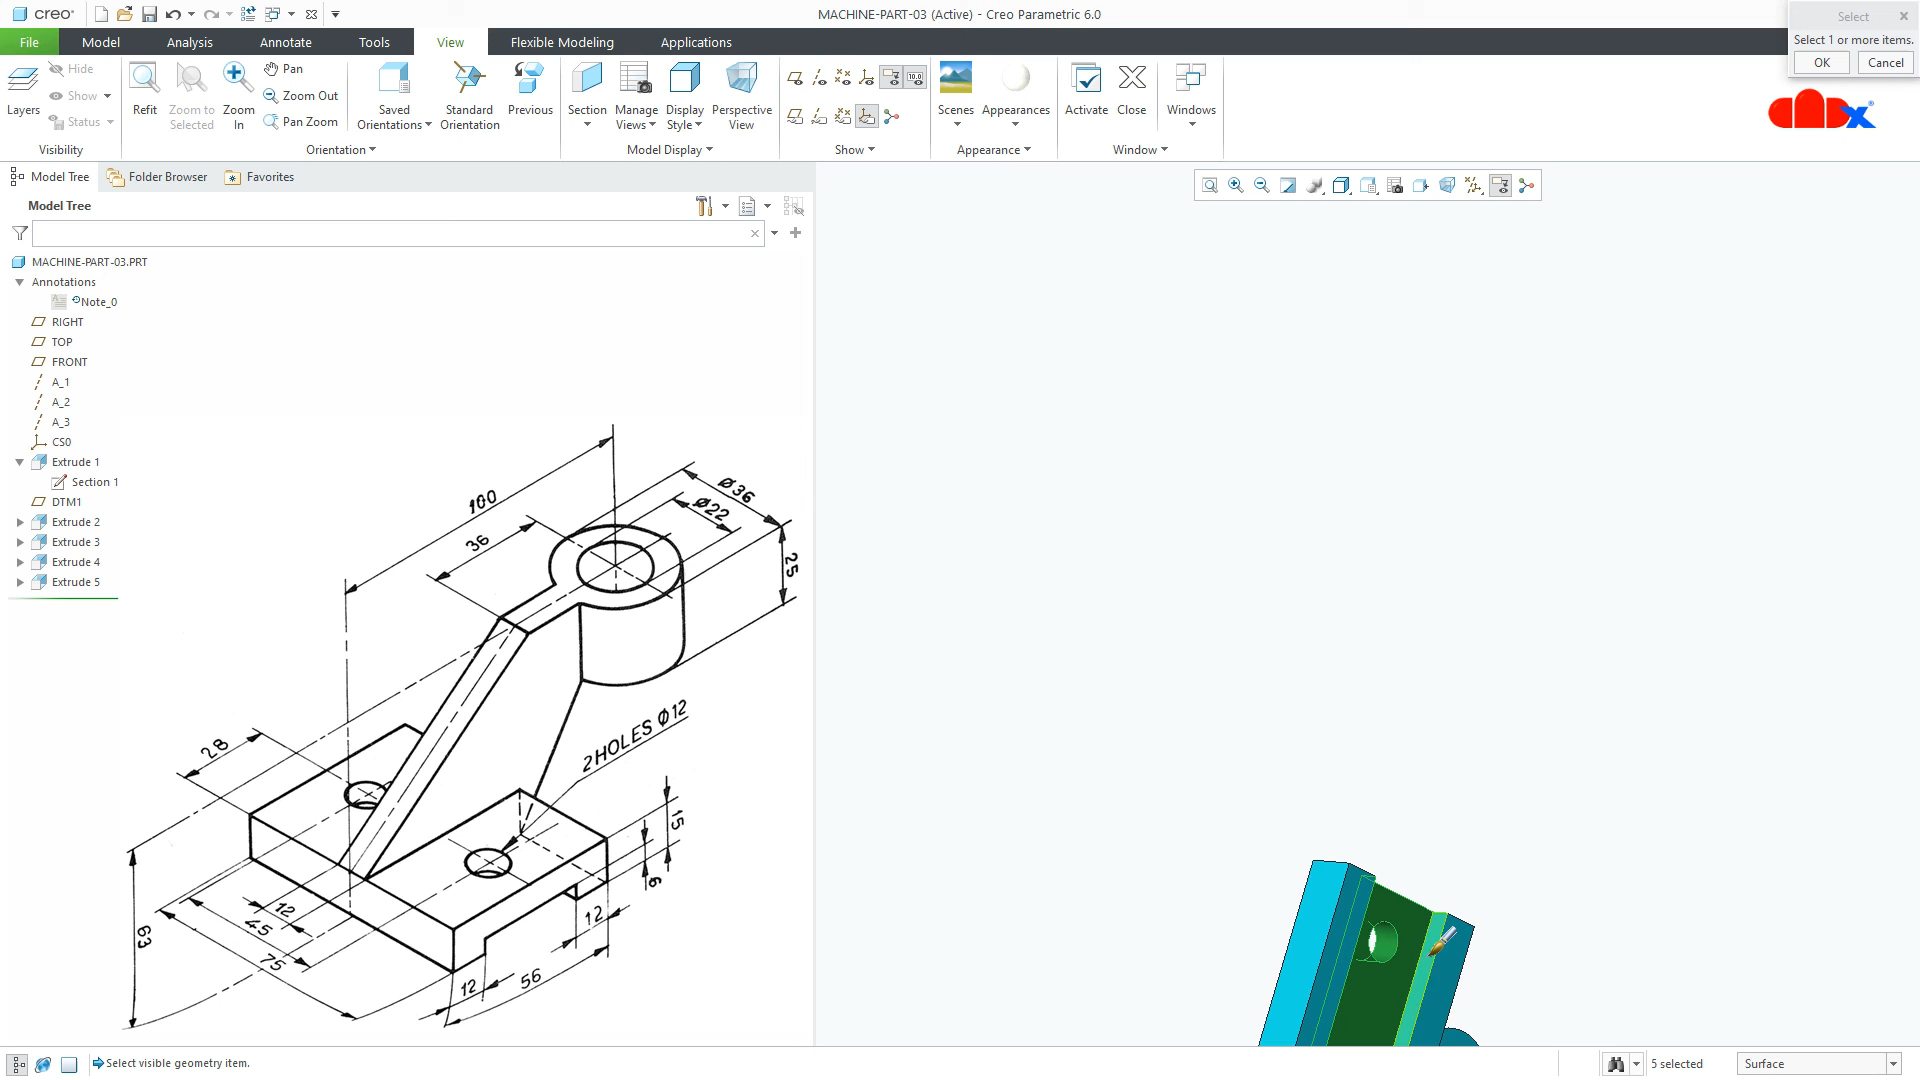 creo®
MACHINE-PART-03 (Active) - Creo Parametric 6.0
Select
Select 1 or more items.
OK
Cancel
File
Model
Analysis
Annotate
Tools
View
Flexible Modeling
Applications
Layers
Hide
Show
Status
Visibility
Refit
Zoom to
Selected
Zoom
In
Pan
Zoom Out
Pan Zoom
Saved
Orientations
Standard
Orientation
Previous
Orientation
Section
Manage
Views
Display
Style
Perspective
View
Model Display
Show
Scenes
Appearances
Appearance
Activate
Close
Windows
Window
Model Tree
Folder Browser
Favorites
Model Tree
MACHINE-PART-03.PRT
Annotations
Note_0
RIGHT
TOP
FRONT
A_1
A_2
A_3
CS0
Extrude 1
Section 1
DTM1
Extrude 2
Extrude 3
Extrude 4
Extrude 5
100
36
Ø36
Ø22
25
2HOLES Ø12
28
15
6
12
63
12
45
75
12
56
Select visible geometry item.
5 selected
Surface